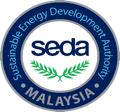 Sustainable Energy Development Authority
seda
• MALAYSIA •